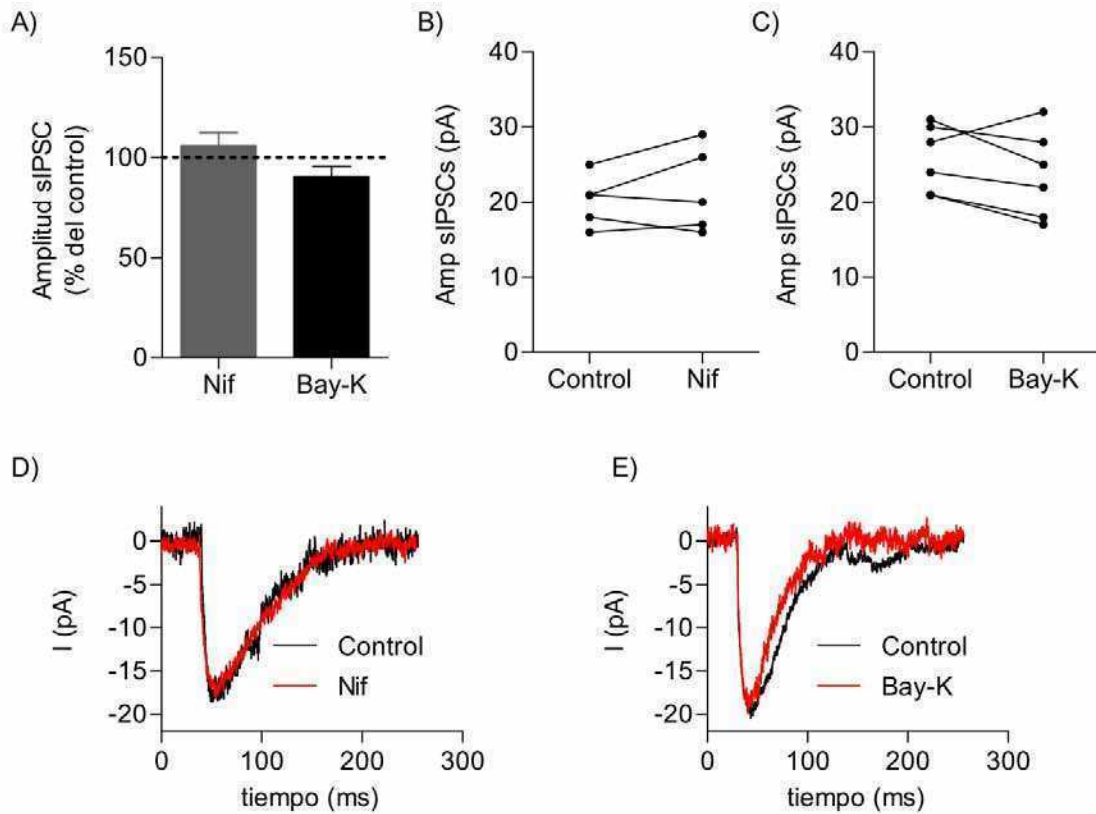 A)
Amplitud sIPSC
(% del control)
150
100
50
0
Nif
Bay-K
B)
Amp sIPSCs (pA)
40
30
20
10
0
Control
Nif
C)
Amp sIPSCs (pA)
40
30
20
10
0
Control
Bay-K
D)
I (pA)
0
-5
-10
-15
-20
Control
Nif
0
100
200
300
tiempo (ms)
E)
I (pA)
0
-5
-10
-15
-20
Control
Bay-K
0
100
200
300
tiempo (ms)